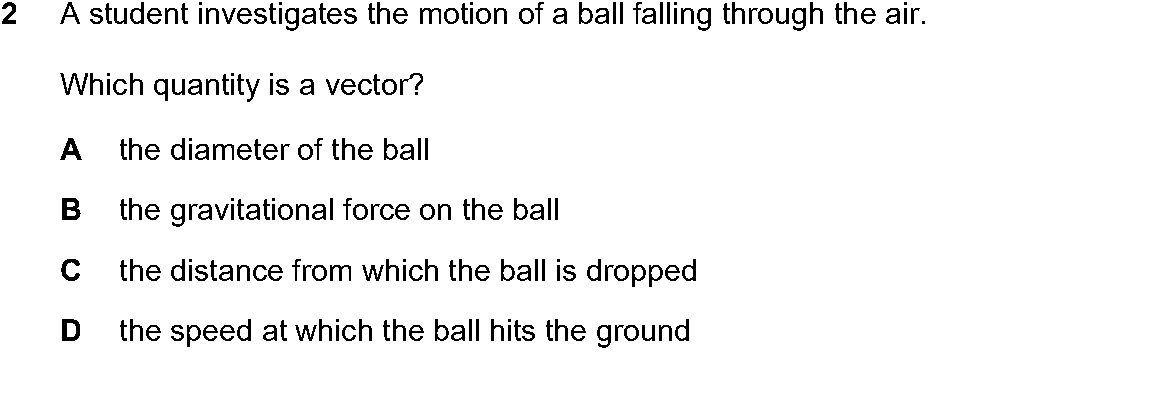 2 A student investigates the motion of a ball falling through the air.
Which quantity is a vector?
A the diameter of the ball
B the gravitational force on the ball
C the distance from which the ball is dropped
D the speed at which the ball hits the ground